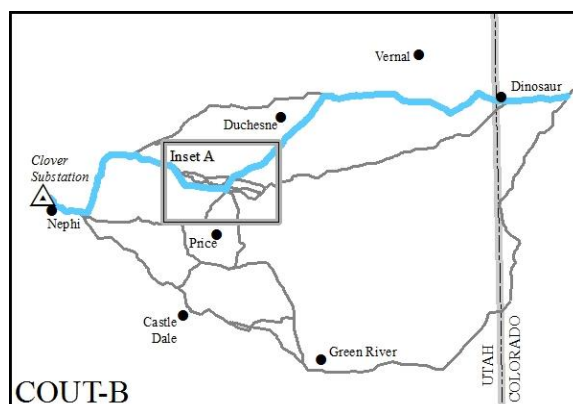 Vernal
Dinosaur
Duchesne
Inset A
Clover
Substation
Nephi
Price
Castle
Dale
Green River
UTAH
COLORADO
COUT-B